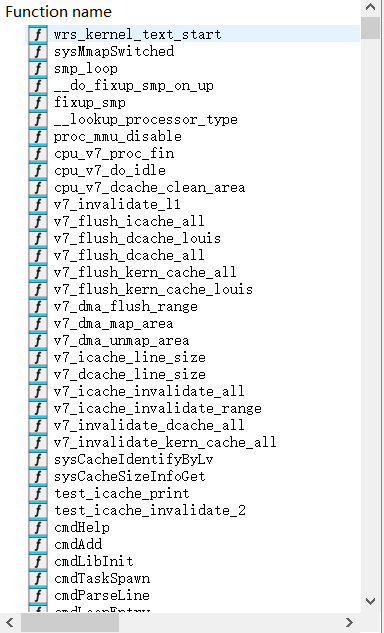 Function name
wrs_kernel_text_start
sysMmapSwitched
smp_loop
__do_fixup_smp_on_up
fixup_smp
__lookup_processor_type
proc_mmu_disable
cpu_v7_proc_fin
cpu_v7_do_idle
cpu_v7_dcache_clean_area
v7_invalidate_l1
v7_flush_icache_all
v7_flush_dcache_louis
v7_flush_dcache_all
v7_flush_kern_cache_all
v7_flush_kern_cache_louis
v7_dma_flush_range
v7_dma_map_area
v7_dma_unmap_area
v7_icache_line_size
v7_dcache_line_size
v7_icache_invalidate_all
v7_icache_invalidate_range
v7_invalidate_dcache_all
v7_invalidate_kern_cache_all
sysCacheIdentifyByLv
sysCacheSizeInfoGet
test_icache_print
test_icache_invalidate_2
cmdHelp
cmdAdd
cmdLibInit
cmdTaskSpawn
cmdParseLine
cmdLoopEntry